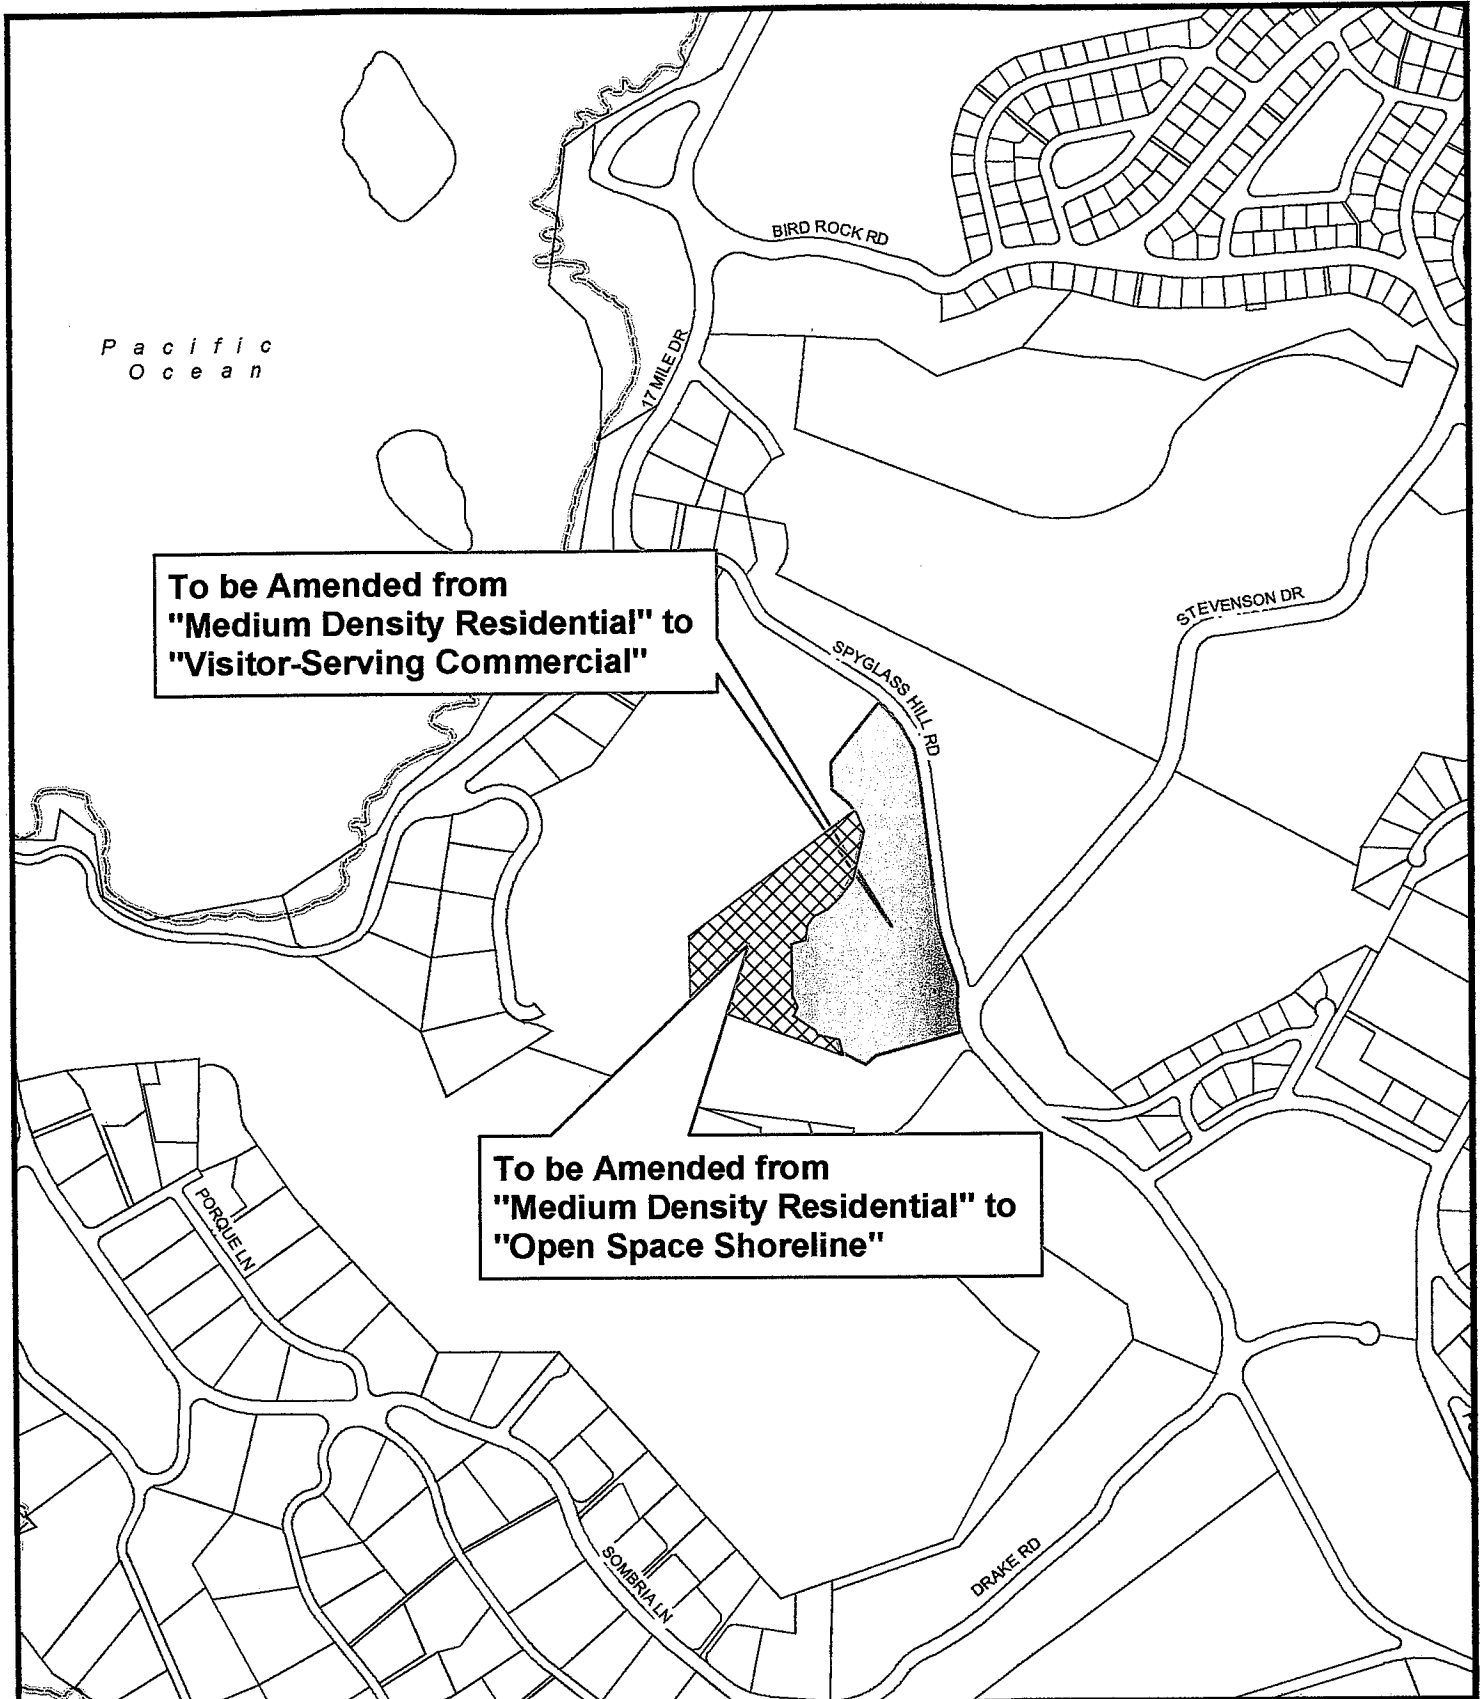 BIRD ROCK RD
17 MILE DR
Pacific
Ocean
To be Amended from
"Medium Density Residential" to
"Visitor-Serving Commercial"
STEVENSON DR
SPYGLASS HILL RD
To be Amended from
"Medium Density Residential" to
"Open Space Shoreline"
PORQUE LN
SOMBRIA LN
DRAKE RD